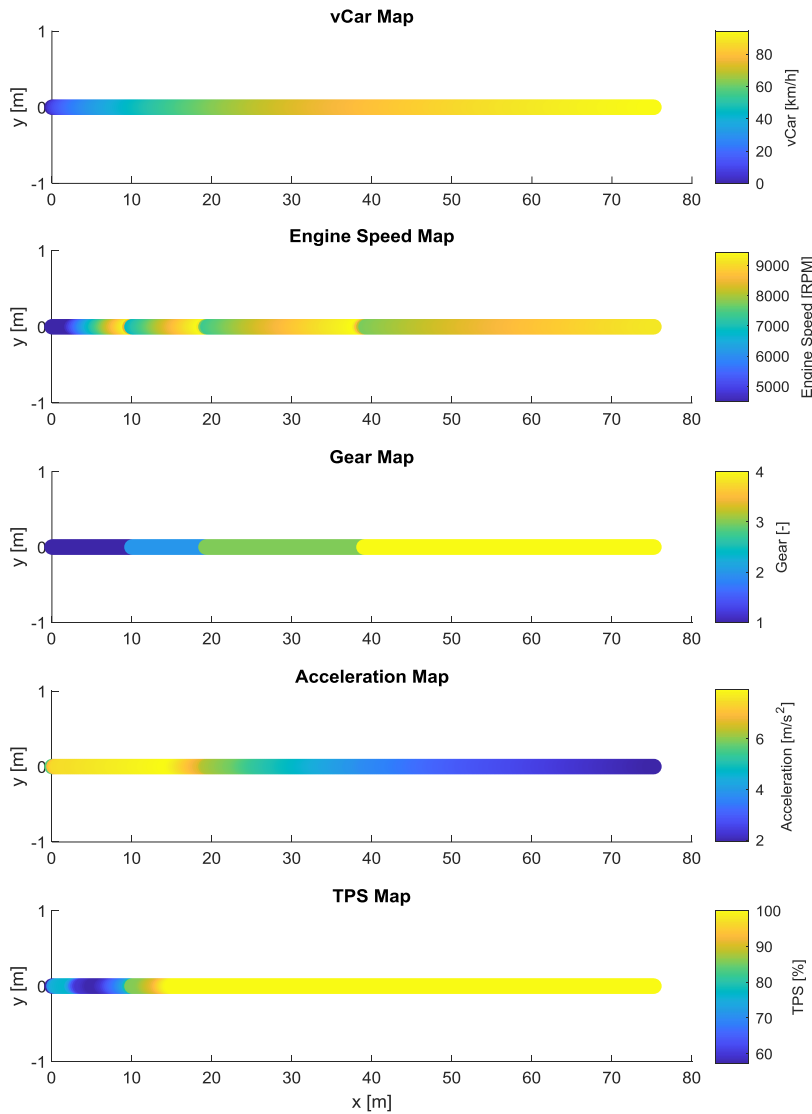 vCar Map
1
0
-1
y [m]
0 10 20 30 40 50 60 70 80
80
60
40
20
0
vCar [km/h]
Engine Speed Map
1
0
-1
y [m]
0 10 20 30 40 50 60 70 80
9000
8000
7000
6000
5000
Engine Speed [RPM]
Gear Map
1
0
-1
y [m]
0 10 20 30 40 50 60 70 80
4
3
2
1
Gear [-]
Acceleration Map
1
0
-1
y [m]
0 10 20 30 40 50 60 70 80
6
4
2
Acceleration [m/s²]
TPS Map
1
0
-1
y [m]
0 10 20 30 40 50 60 70 80
x [m]
100
90
80
70
60
TPS [%]